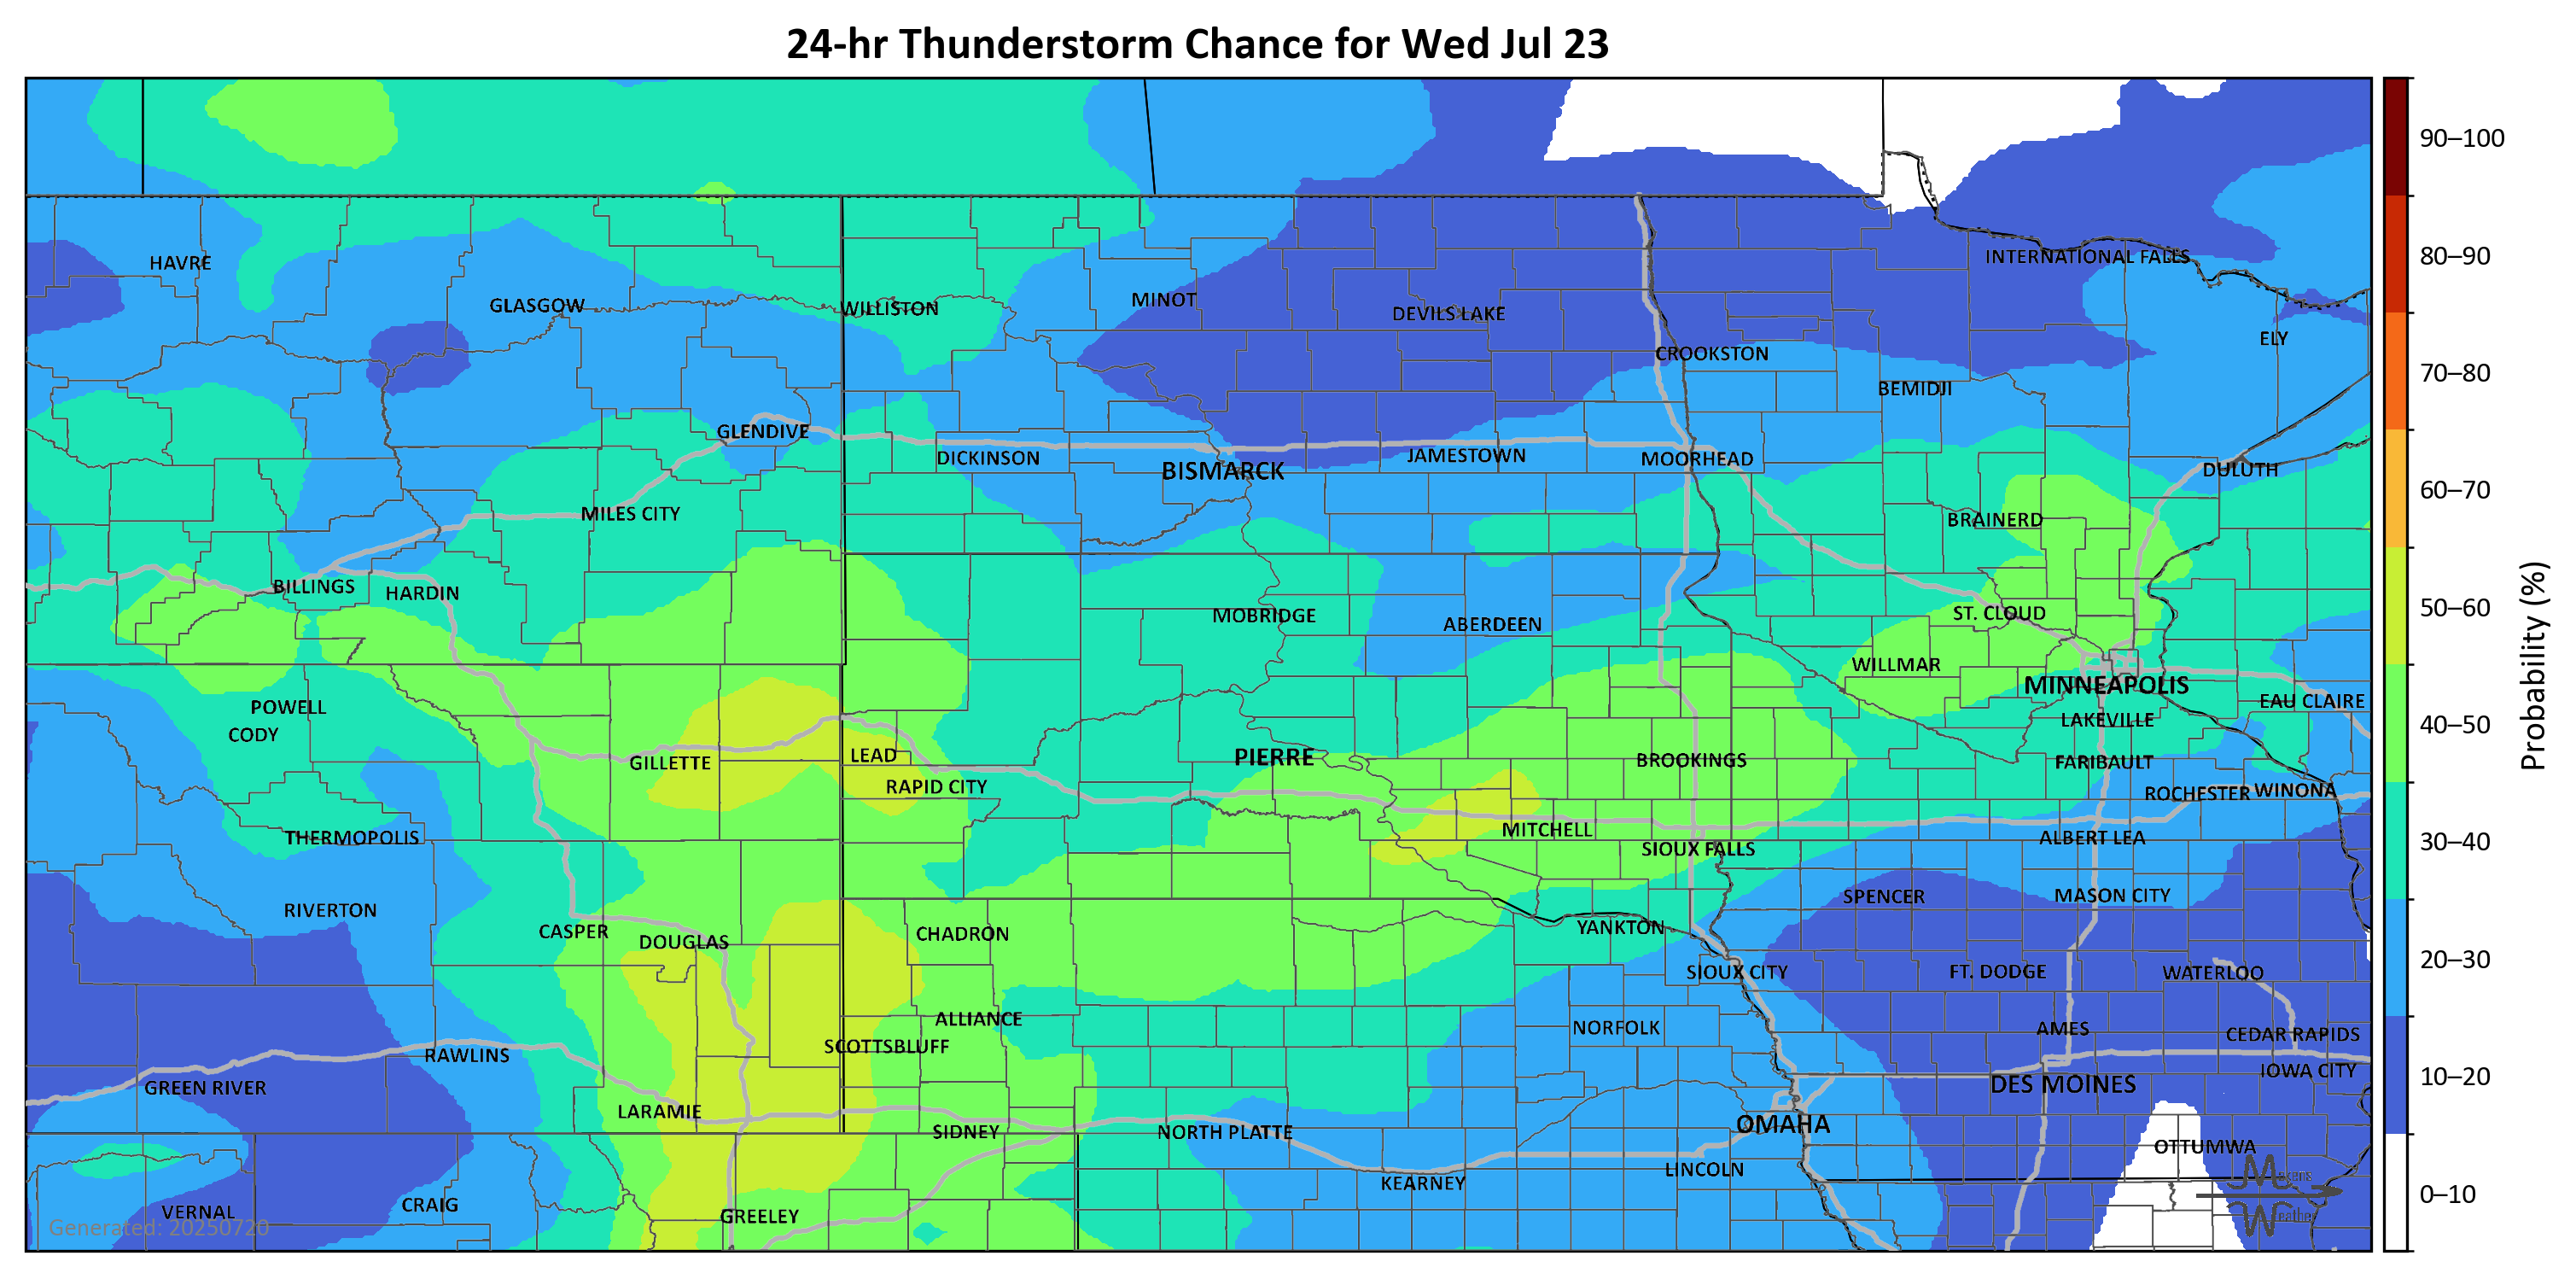 24-hr Thunderstorm Chance for Wed Jul 23
90–100
HAVRE
INTERNATIONAL FALLS
80–90
GLASGOW
WILLISTON
MINOT
DEVILS LAKE
ELY
CROOKSTON
70–80
BEMIDJI
GLENDIVE
DICKINSON
BISMARCK
JAMESTOWN
MOORHEAD
DULUTH
60–70
MILES CITY
BRAINERD
BILLINGS
HARDIN
MOBRIDGE
ABERDEEN
ST. CLOUD
50–60
WILLMAR
MINNEAPOLIS
POWELL
EAU CLAIRE
CODY
LAKEVILLE
40–50
Probability (%)
GILLETTE
LEAD
PIERRE
BROOKINGS
FARIBAULT
RAPID CITY
ROCHESTER
WINONA
THERMOPOLIS
MITCHELL
ALBERT LEA
30–40
SIOUX FALLS
RIVERTON
SPENCER
MASON CITY
CASPER
DOUGLAS
CHADRON
YANKTON
20–30
SIOUX CITY
FT. DODGE
WATERLOO
ALLIANCE
NORFOLK
AMES
CEDAR RAPIDS
SCOTTSBLUFF
RAWLINS
GREEN RIVER
DES MOINES
IOWA CITY
10–20
LARAMIE
SIDNEY
NORTH PLATTE
OMAHA
OTTUMWA
LINCOLN
KEARNEY
Mekens
Weather
0–10
VERNAL
CRAIG
GREELEY
Generated: 20250720